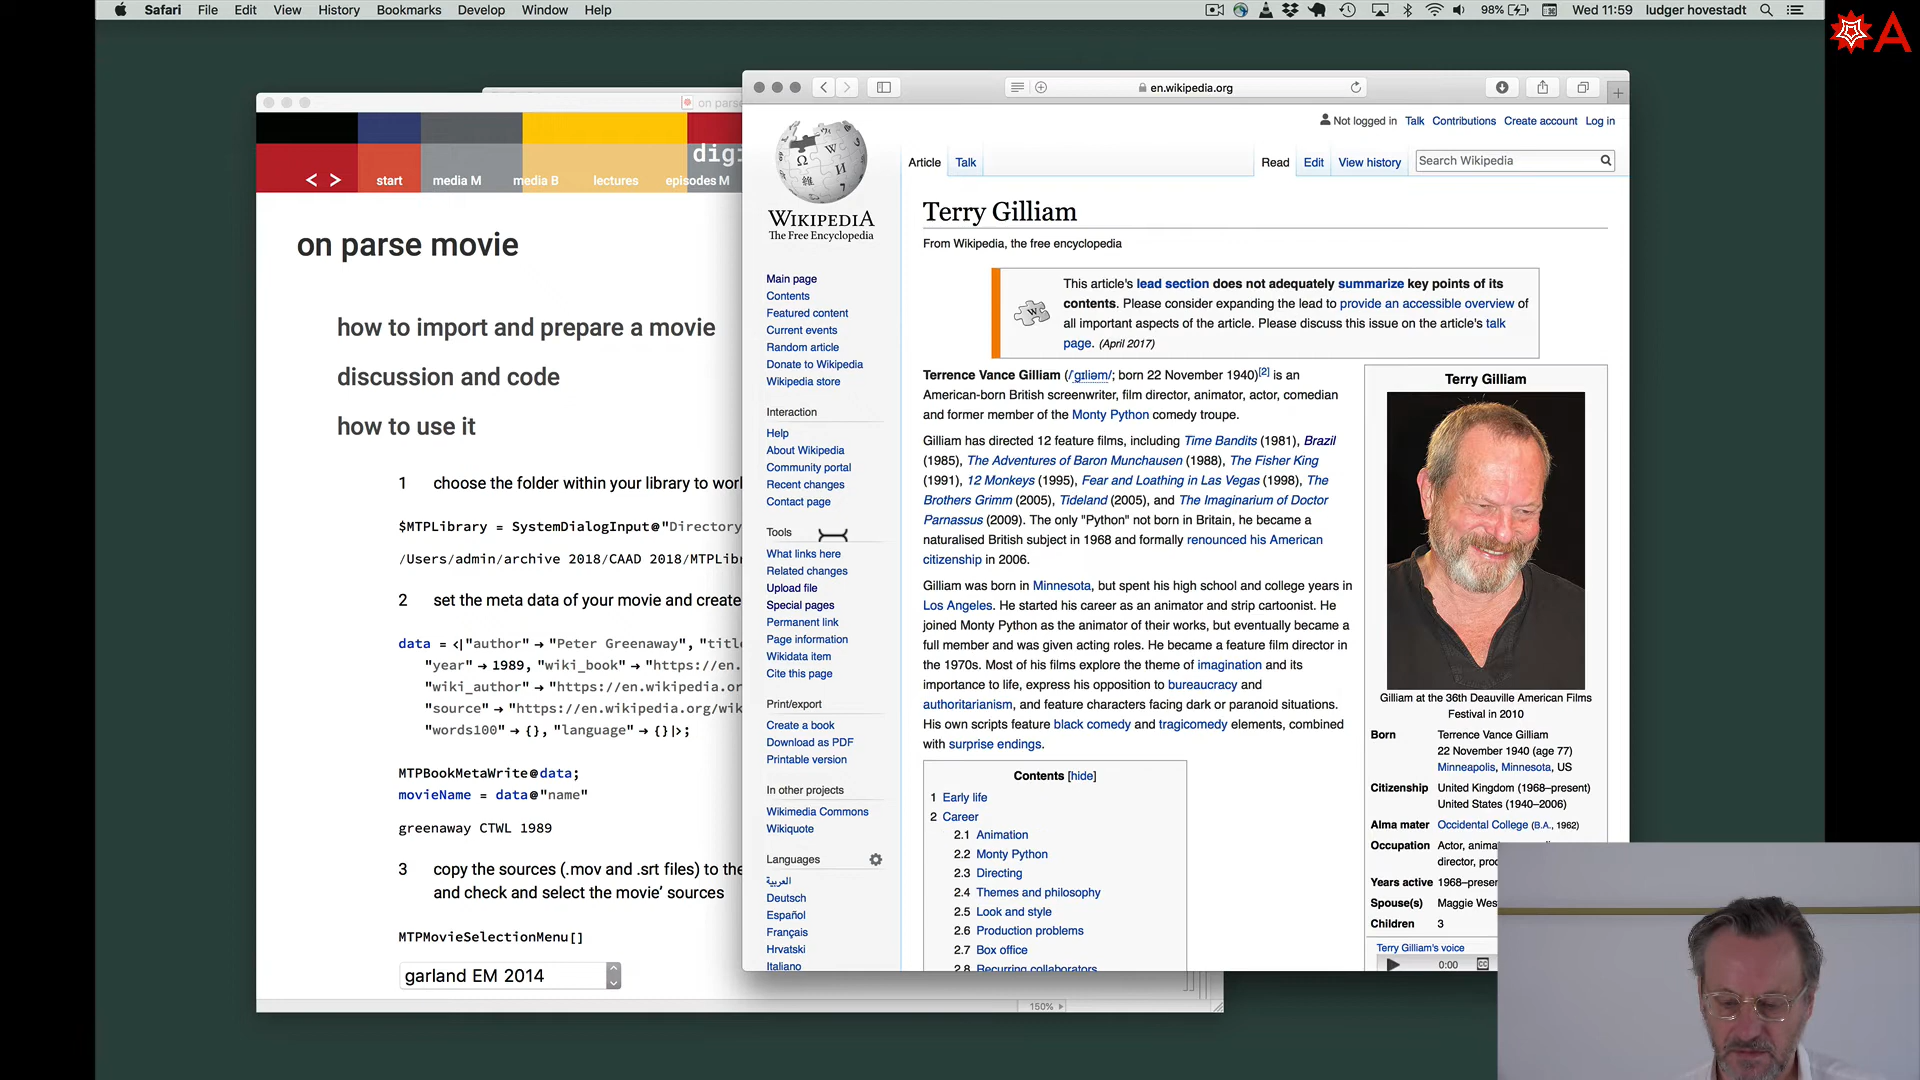 Safari File Edit View History Bookmarks Develop Window Help
98% Wed 11:59 ludger hovestadt
A
on pars
digi
< > start media M media B lectures episodes M
on parse movie
how to import and prepare a movie
discussion and code
how to use it
1 choose the folder within your library to wor
$MTPLibrary = SystemDialogInput@"Directory
/Users/admin/archive 2018/CAAD 2018/MTPLib
2 set the meta data of your movie and create
data = <|"author" → "Peter Greenaway", "titl
"year" → 1989, "wiki_book" → "https://en.
"wiki_author" → "https://en.wikipedia.or
"source" → "https://en.wikipedia.org/wik
"words100" → {}, "language" → {}|>;
MTPBookMetaWrite@data;
movieName = data@"name"
greenaway CTWL 1989
3 copy the sources (.mov and .srt files) to the
and check and select the movie’ sources
MTPMovieSelectionMenu[]
garland EM 2014
150%
en.wikipedia.org
Not logged in Talk Contributions Create account Log in
Article Talk Read Edit View history Search Wikipedia
WIKIPEDIA
The Free Encyclopedia
Main page
Contents
Featured content
Current events
Random article
Donate to Wikipedia
Wikipedia store
Interaction
Help
About Wikipedia
Community portal
Recent changes
Contact page
Tools
What links here
Related changes
Upload file
Special pages
Permanent link
Page information
Wikidata item
Cite this page
Print/export
Create a book
Download as PDF
Printable version
In other projects
Wikimedia Commons
Wikiquote
Languages
العربية
Deutsch
Español
Français
Hrvatski
Italiano
Terry Gilliam
From Wikipedia, the free encyclopedia
This article's lead section does not adequately summarize key points of its
contents. Please consider expanding the lead to provide an accessible overview of
all important aspects of the article. Please discuss this issue on the article's talk
page. (April 2017)
Terrence Vance Gilliam (/ˈɡɪliəm/; born 22 November 1940)[2] is an
American-born British screenwriter, film director, animator, actor, comedian
and former member of the Monty Python comedy troupe.
Gilliam has directed 12 feature films, including Time Bandits (1981), Brazil
(1985), The Adventures of Baron Munchausen (1988), The Fisher King
(1991), 12 Monkeys (1995), Fear and Loathing in Las Vegas (1998), The
Brothers Grimm (2005), Tideland (2005), and The Imaginarium of Doctor
Parnassus (2009). The only "Python" not born in Britain, he became a
naturalised British subject in 1968 and formally renounced his American
citizenship in 2006.
Gilliam was born in Minnesota, but spent his high school and college years in
Los Angeles. He started his career as an animator and strip cartoonist. He
joined Monty Python as the animator of their works, but eventually became a
full member and was given acting roles. He became a feature film director in
the 1970s. Most of his films explore the theme of imagination and its
importance to life, express his opposition to bureaucracy and
authoritarianism, and feature characters facing dark or paranoid situations.
His own scripts feature black comedy and tragicomedy elements, combined
with surprise endings.
Contents [hide]
1 Early life
2 Career
2.1 Animation
2.2 Monty Python
2.3 Directing
2.4 Themes and philosophy
2.5 Look and style
2.6 Production problems
2.7 Box office
2.8 Recurring collaborators
Terry Gilliam
Gilliam at the 36th Deauville American Films
Festival in 2010
Born Terrence Vance Gilliam
22 November 1940 (age 77)
Minneapolis, Minnesota, US
Citizenship United Kingdom (1968–present)
United States (1940–2006)
Alma mater Occidental College (B.A., 1962)
Occupation Actor, anima
director, pro
Years active 1968–presen
Spouse(s) Maggie Wes
Children 3
Terry Gilliam's voice
0:00